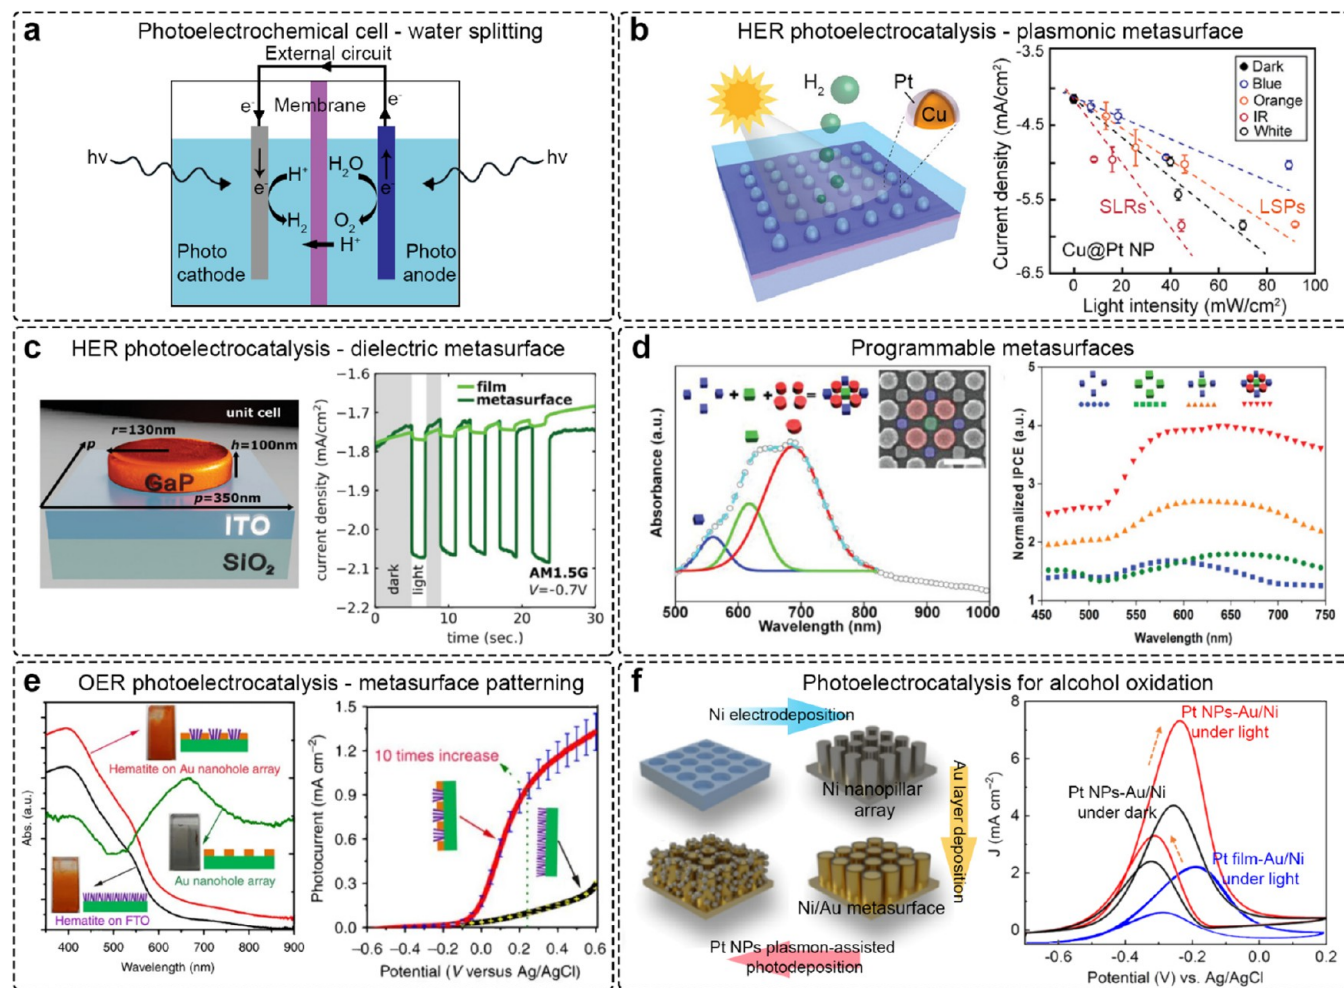 a
Photoelectrochemical cell - water splitting
External circuit
e-
Membrane
e-
hν
hν
e-
H+
H2O
e-
H2
O2
H+
Photo
cathode
Photo
anode
b
HER photoelectrocatalysis - plasmonic metasurface
H2
Pt
Cu
Current density (mA/cm2)
-3.5
-4.5
-5.5
-6.5
Dark
Blue
Orange
IR
White
SLRs
LSPs
Cu@Pt NP
0
20
40
60
80
100
Light intensity (mW/cm2)
c
HER photoelectrocatalysis - dielectric metasurface
unit cell
p
r=130nm
h=100nm
GaP
p=350nm
ITO
SiO2
current density (mA/cm2)
−1.6
−1.7
−1.8
−1.9
−2.0
−2.1
−2.2
film
metasurface
dark
light
AM1.5G
V=-0.7V
0
10
20
30
time (sec.)
d
Programmable metasurfaces
+
+
=
Absorbance (a.u.)
500
600
700
800
900
1000
Wavelength (nm)
Normalized IPCE (a.u.)
5
4
3
2
1
450
500
550
600
650
700
750
Wavelength (nm)
e
OER photoelectrocatalysis - metasurface patterning
Abs. (a.u.)
Hematite on Au nanohole array
Au nanohole array
Hematite on FTO
400
500
600
700
800
900
Wavelength (nm)
Photocurrent (mA cm−2)
1.5
1.2
0.9
0.6
0.3
0.0
10 times increase
−0.6
−0.4
−0.2
0.0
0.2
0.4
0.6
Potential (V versus Ag/AgCl)
f
Photoelectrocatalysis for alcohol oxidation
Ni electrodeposition
Ni nanopillar
array
Au layer deposition
Ni/Au metasurface
Pt NPs plasmon-assisted
photodeposition
J (mA cm−2)
8
6
4
2
0
Pt NPs-Au/Ni
under light
Pt NPs-Au/Ni
under dark
Pt film-Au/Ni
under light
-0.6
-0.4
-0.2
0.0
0.2
Potential (V) vs. Ag/AgCl